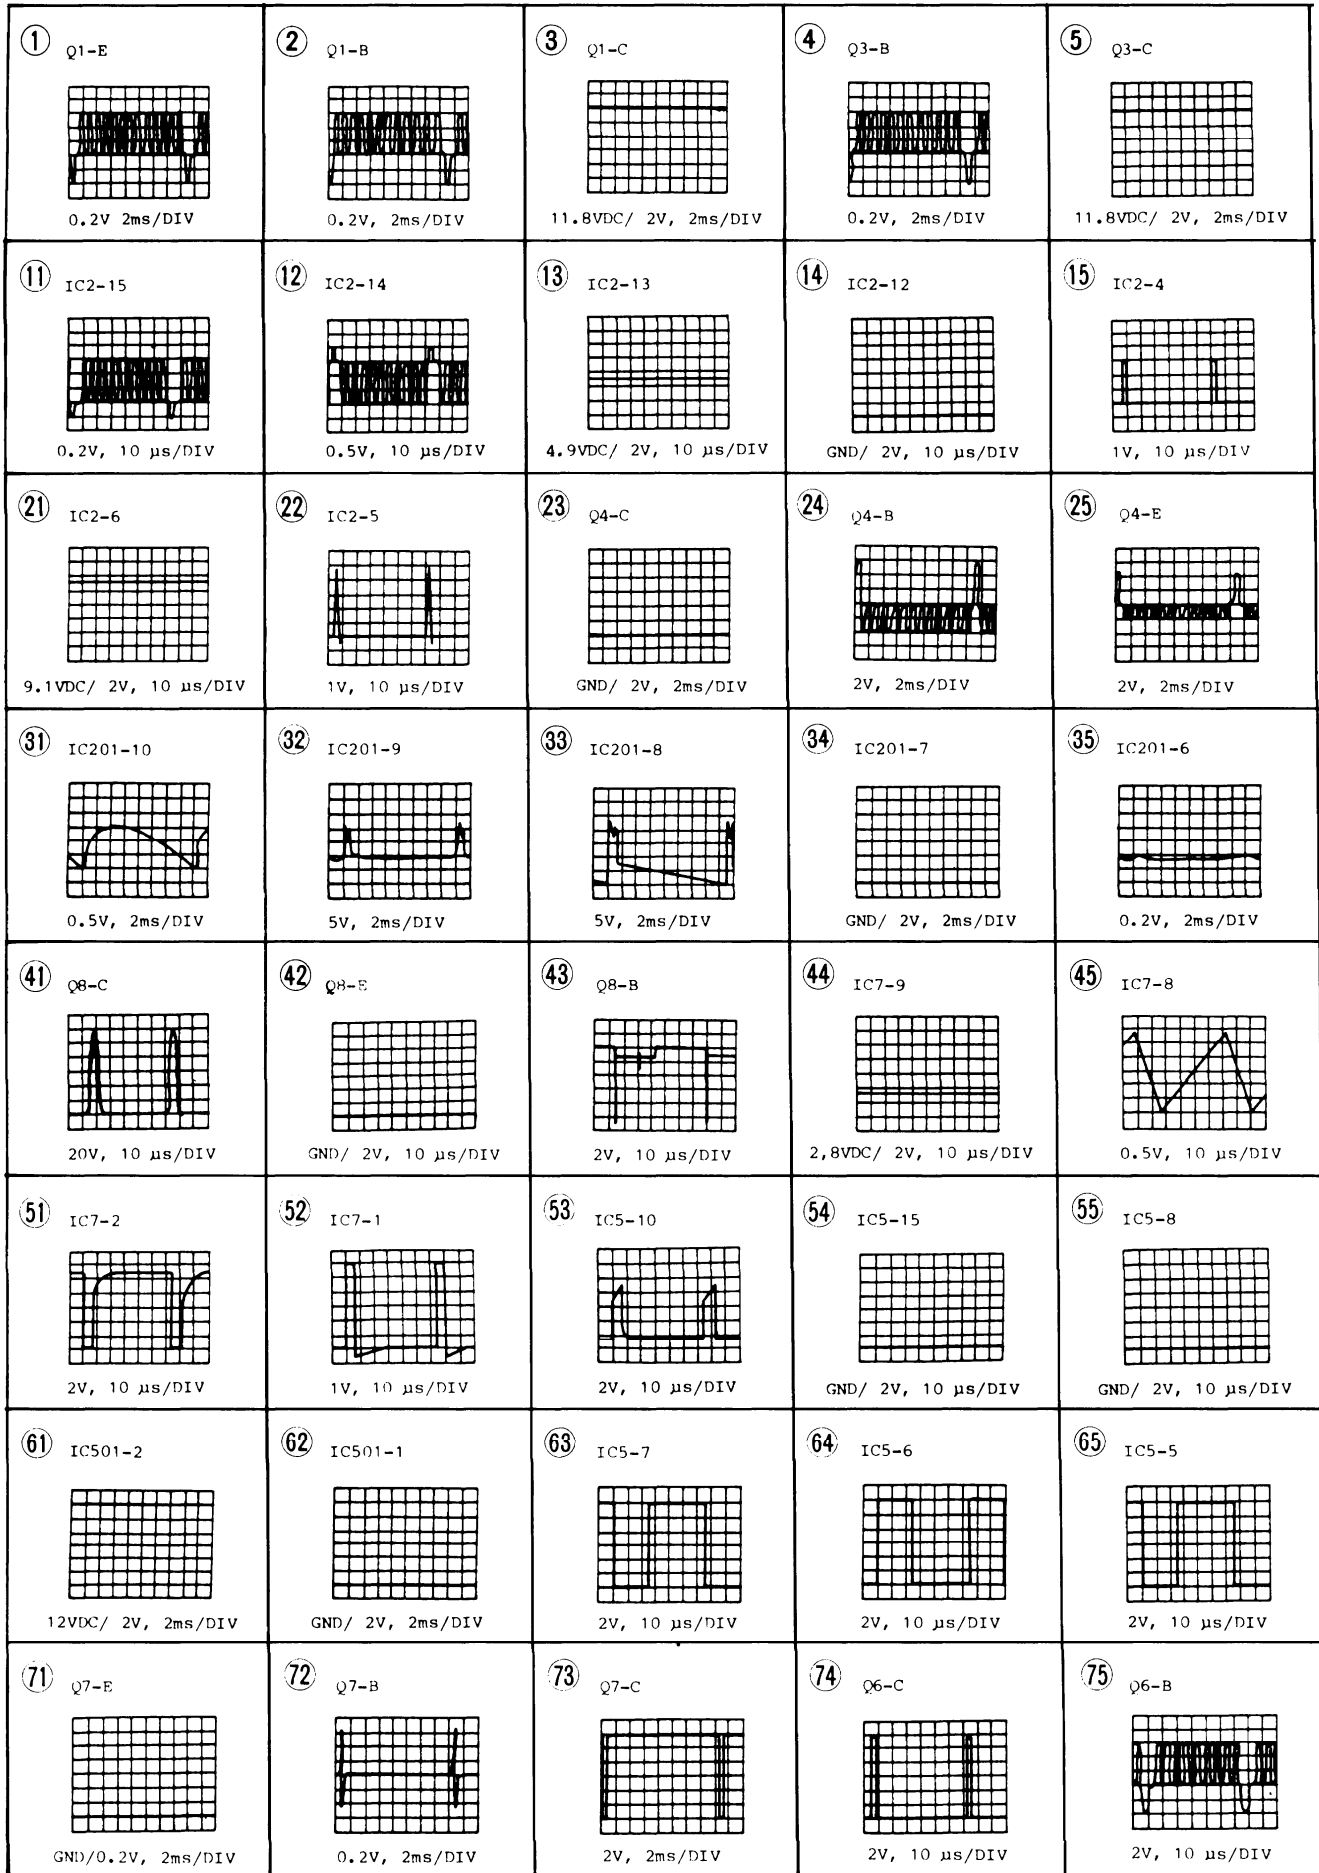 1 Q1-E
0.2V 2ms/DIV
2 Q1-B
0.2V, 2ms/DIV
3 Q1-C
11.8VDC/ 2V, 2ms/DIV
4 Q3-B
0.2V, 2ms/DIV
5 Q3-C
11.8VDC/ 2V, 2ms/DIV
11 IC2-15
0.2V, 10 µs/DIV
12 IC2-14
0.5V, 10 µs/DIV
13 IC2-13
4.9VDC/ 2V, 10 µs/DIV
14 IC2-12
GND/ 2V, 10 µs/DIV
15 IC2-4
1V, 10 µs/DIV
21 IC2-6
9.1VDC/ 2V, 10 µs/DIV
22 IC2-5
1V, 10 µs/DIV
23 Q4-C
GND/ 2V, 2ms/DIV
24 Q4-B
2V, 2ms/DIV
25 Q4-E
2V, 2ms/DIV
31 IC201-10
0.5V, 2ms/DIV
32 IC201-9
5V, 2ms/DIV
33 IC201-8
5V, 2ms/DIV
34 IC201-7
GND/ 2V, 2ms/DIV
35 IC201-6
0.2V, 2ms/DIV
41 Q8-C
20V, 10 µs/DIV
42 Q8-E
GND/ 2V, 10 µs/DIV
43 Q8-B
2V, 10 µs/DIV
44 IC7-9
2,8VDC/ 2V, 10 µs/DIV
45 IC7-8
0.5V, 10 µs/DIV
51 IC7-2
2V, 10 µs/DIV
52 IC7-1
1V, 10 µs/DIV
53 IC5-10
2V, 10 µs/DIV
54 IC5-15
GND/ 2V, 10 µs/DIV
55 IC5-8
GND/ 2V, 10 µs/DIV
61 IC501-2
12VDC/ 2V, 2ms/DIV
62 IC501-1
GND/ 2V, 2ms/DIV
63 IC5-7
2V, 10 µs/DIV
64 IC5-6
2V, 10 µs/DIV
65 IC5-5
2V, 10 µs/DIV
71 Q7-E
GND/0.2V, 2ms/DIV
72 Q7-B
0.2V, 2ms/DIV
73 Q7-C
2V, 2ms/DIV
74 Q6-C
2V, 10 µs/DIV
75 Q6-B
2V, 10 µs/DIV